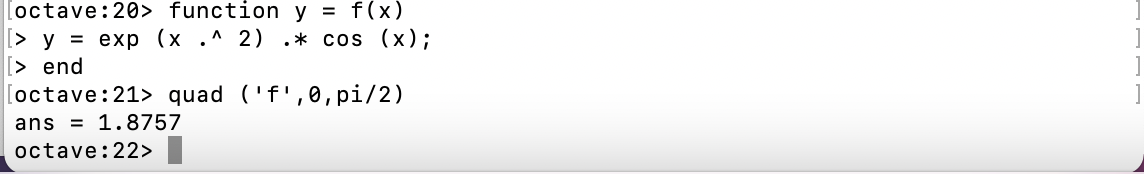 [octave:20> function y = f(x) ]
[> y = exp (x .^ 2) .* cos (x); ]
[> end ]
[octave:21> quad ('f',0,pi/2) ]
ans = 1.8757
octave:22>